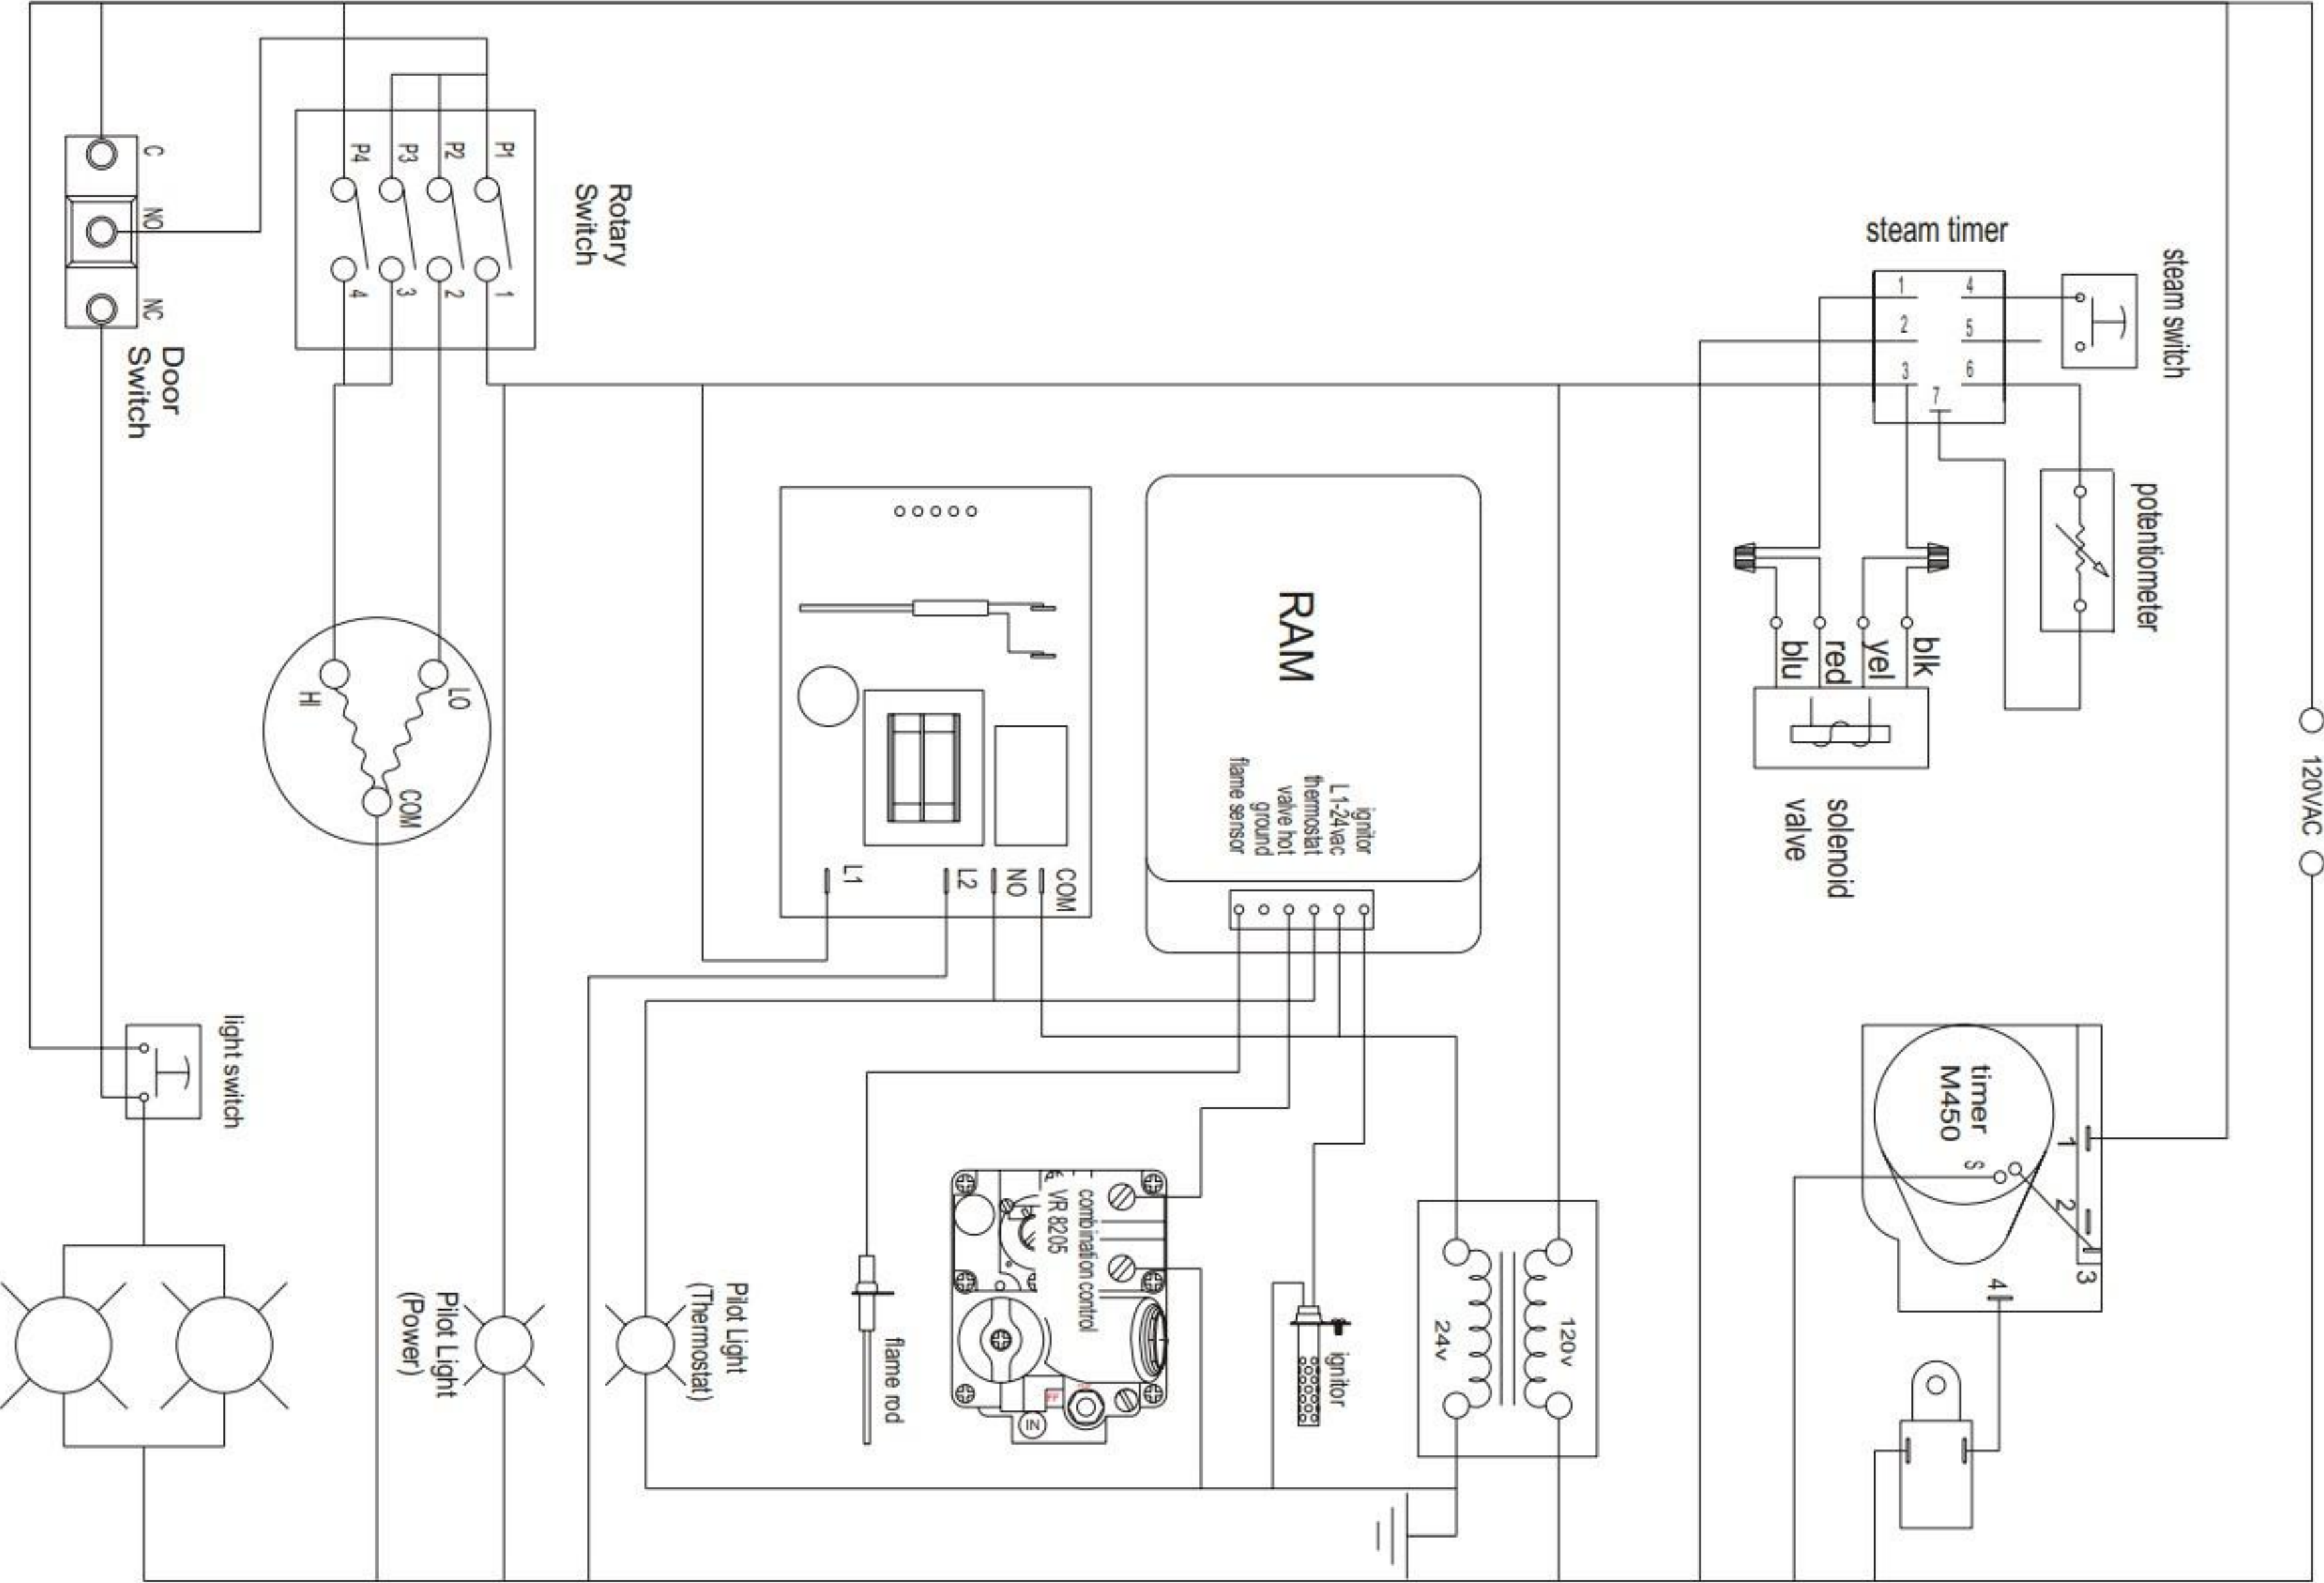 steam timer
steam switch
1
2
3
4
5
6
7
potentiometer
blk
yel
red
blu
solenoid
valve
120VAC
C
NO
NC
Door
Switch
P1
P2
P3
P4
1
2
3
4
Rotary
Switch
HI
LO
COM
RAM
ignitor
L1-24vac
thermostat
valve hot
ground
flame sensor
L1
L2
NO
COM
timer
M450
S
1
2
3
4
light switch
Pilot Light
(Power)
Pilot Light
(Thermostat)
flame rod
combination control
VR 8205
IN
ignitor
24v
120v